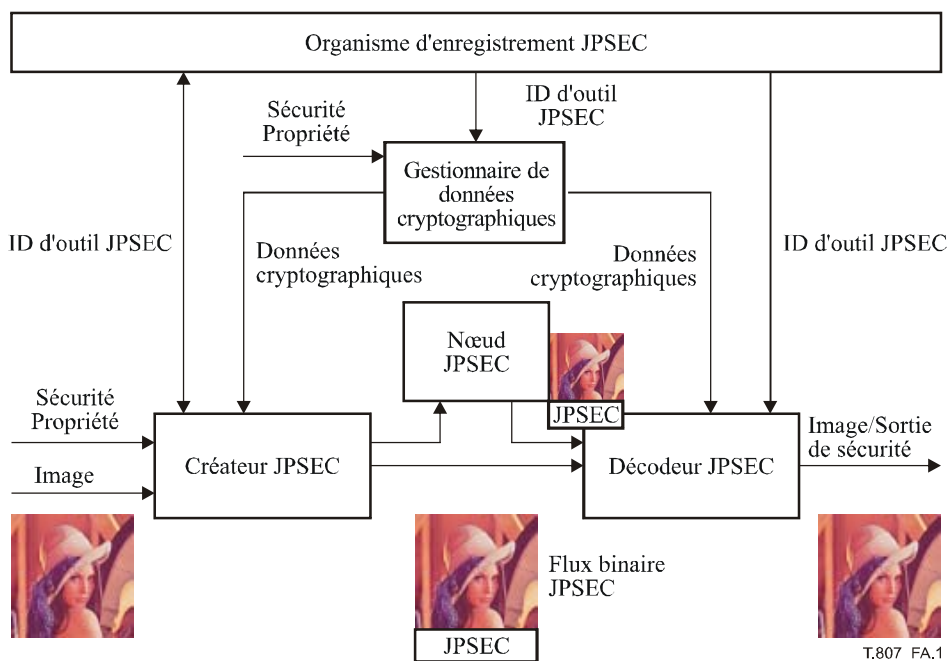 Organisme d'enregistrement JPSEC
ID d'outil
JPSEC
Sécurité
Propriété
Gestionnaire de
données
cryptographiques
ID d'outil JPSEC
Données
cryptographiques
Données
cryptographiques
ID d'outil JPSEC
Nœud
JPSEC
JPSEC
Sécurité
Propriété
Image
Créateur JPSEC
Décodeur JPSEC
Image/Sortie
de sécurité
Flux binaire
JPSEC
JPSEC
T.807_FA.1